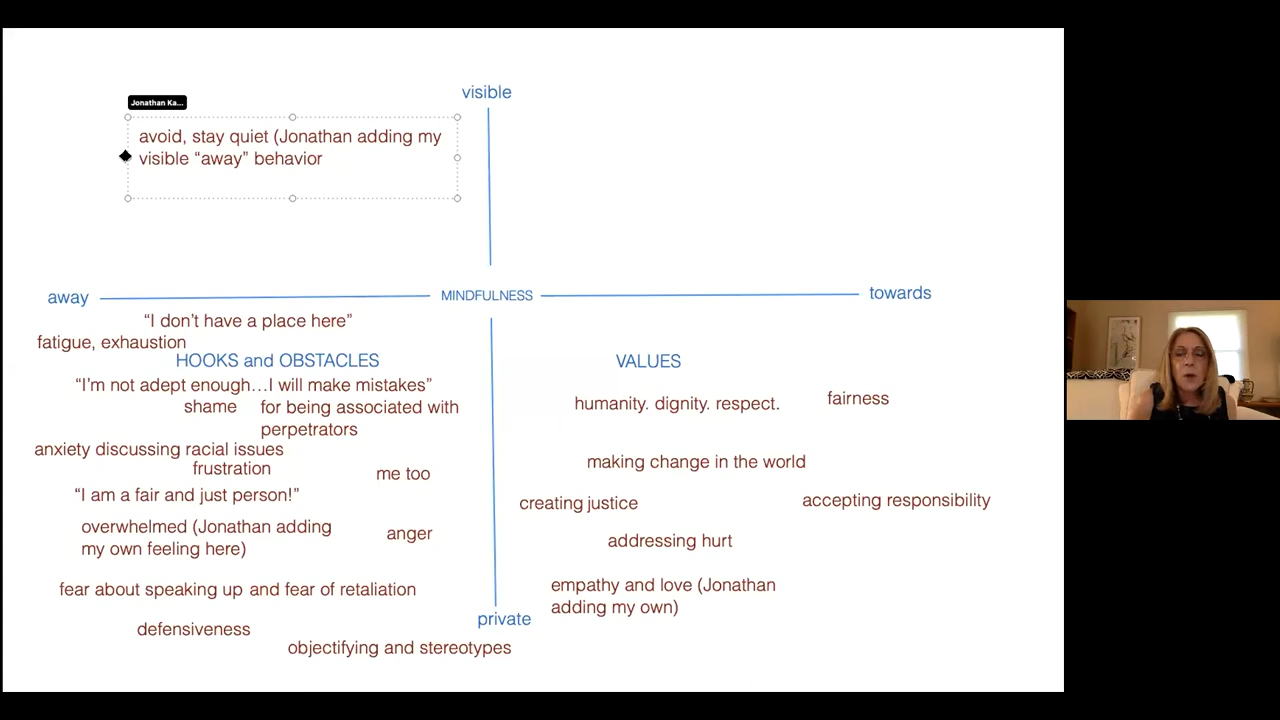 visible
Jonathan Ka...
avoid, stay quiet (Jonathan adding my
visible “away” behavior
away
MINDFULNESS
towards
“I don’t have a place here”
fatigue, exhaustion
HOOKS and OBSTACLES
VALUES
“I’m not adept enough…I will make mistakes”
shame
for being associated with
perpetrators
humanity. dignity. respect.
fairness
anxiety discussing racial issues
frustration
me too
making change in the world
“I am a fair and just person!”
creating justice
accepting responsibility
overwhelmed (Jonathan adding
my own feeling here)
anger
addressing hurt
fear about speaking up and fear of retaliation
empathy and love (Jonathan
adding my own)
private
defensiveness
objectifying and stereotypes